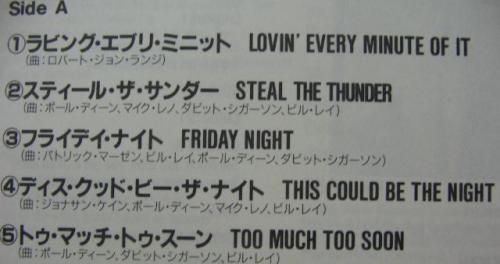 Side A
①ラビング・エブリ・ミニット LOVIN' EVERY MINUTE OF IT
(曲：ロバート・ジョン・ランジ)
②スティール・ザ・サンダー STEAL THE THUNDER
(曲：ポール・ディーン、マイク・レノ、ダビット・シガーソン、ビル・レイ)
③フライデイ・ナイト FRIDAY NIGHT
(曲：パトリック・マーゼン、ビル・レイ、ポール・ディーン、ダビット・シガーソン)
④ディス・クッド・ビー・ザ・ナイト THIS COULD BE THE NIGHT
(曲：ジョナサン・ケイン、ポール・ディーン、マイク・レノ、ビル・レイ)
⑤トゥ・マッチ・トゥ・スーン TOO MUCH TOO SOON
(曲：ポール・ディーン、ダビット・シガーソン、ビル・レイ)